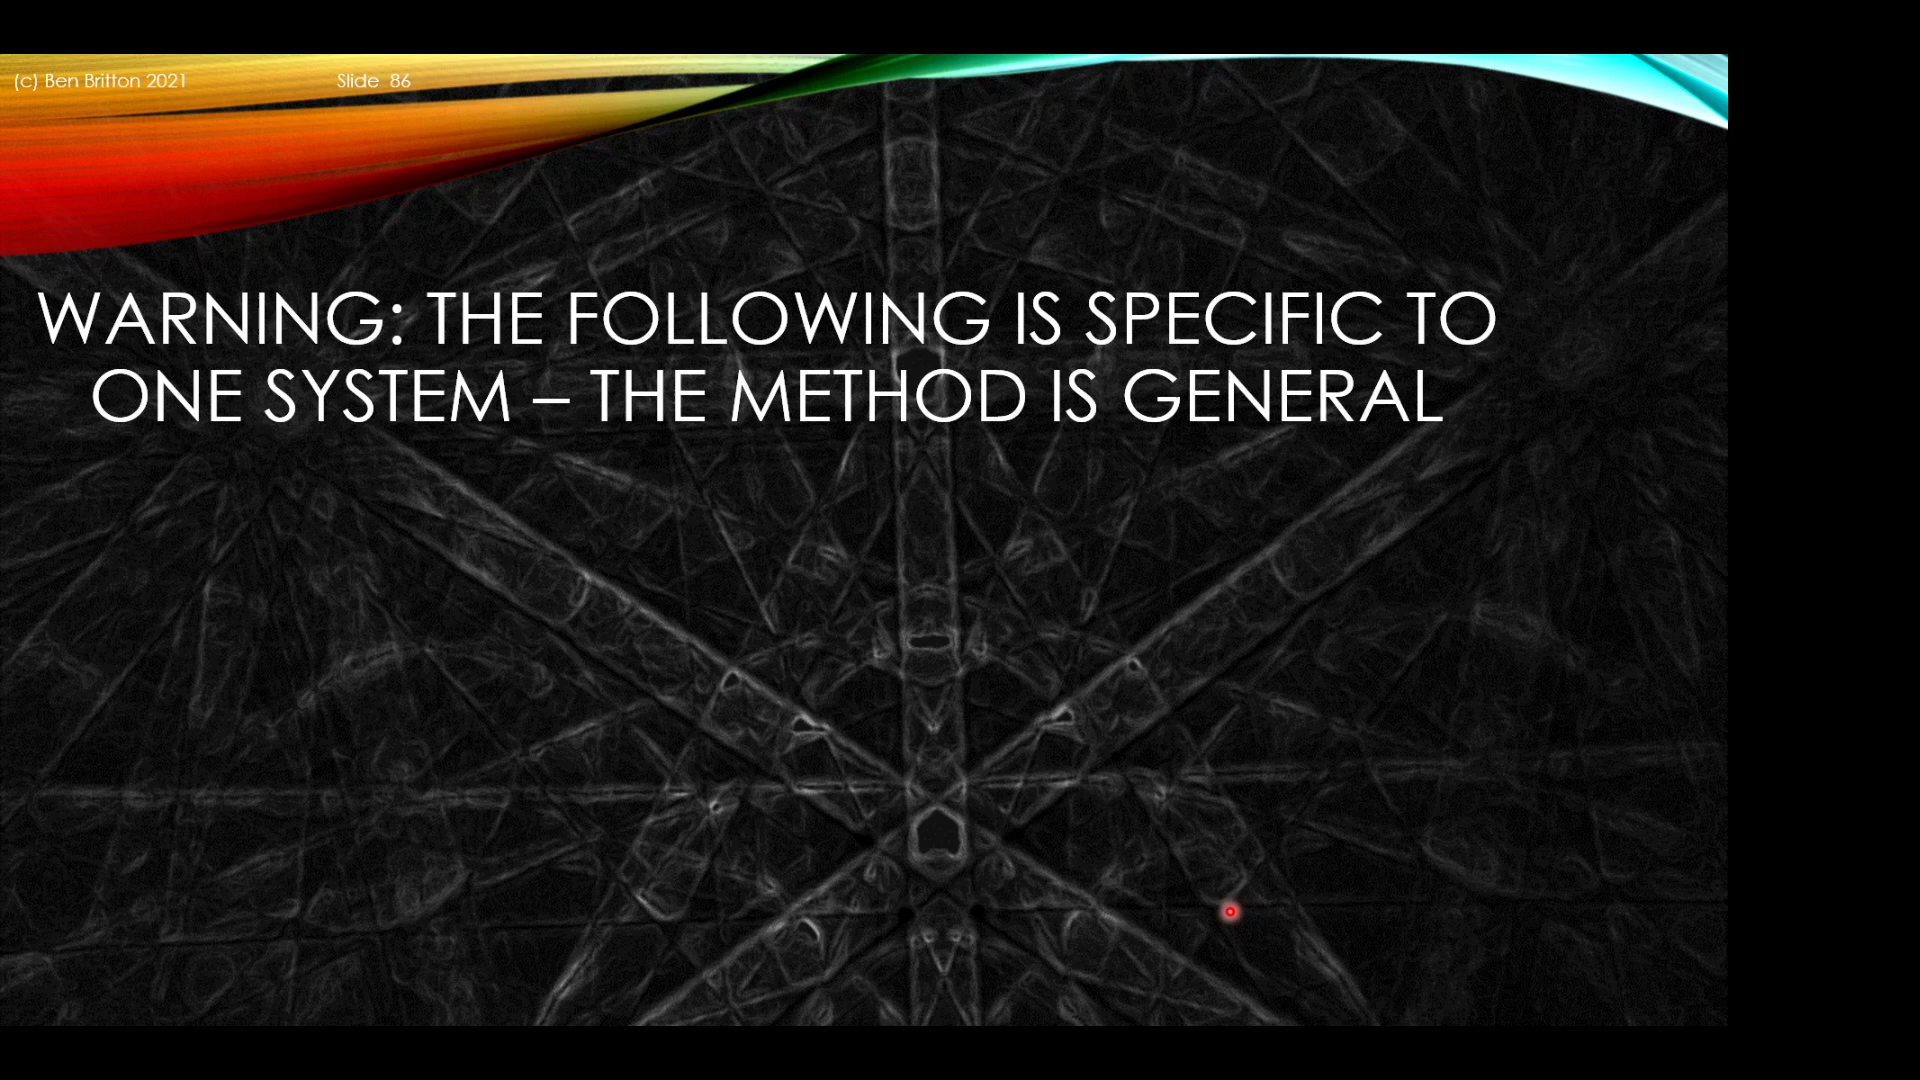 (c) Ben Britton 2021 Slide 86
WARNING: THE FOLLOWING IS SPECIFIC TO
ONE SYSTEM – THE METHOD IS GENERAL